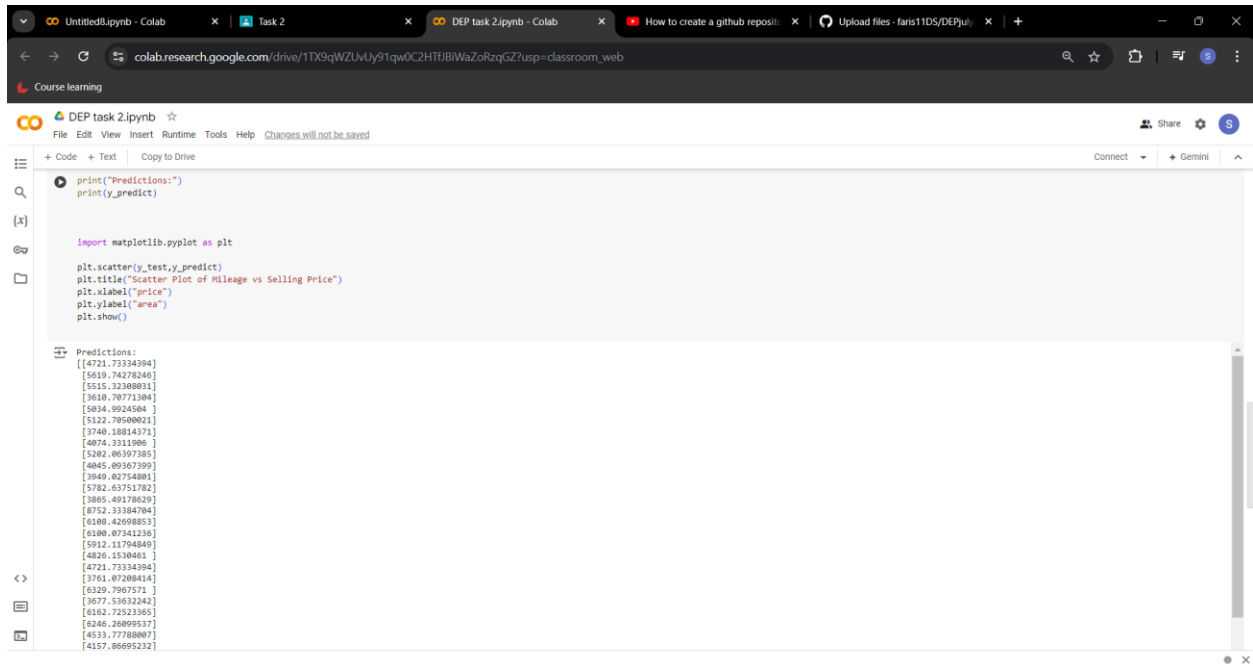 Untitled8.ipynb - Colab
Task 2
DEP task 2.ipynb - Colab
How to create a github reposito
Upload files · faris11DS/DEPjuly
colab.research.google.com/drive/1TX9qWZUvUy91qw0C2HTfJBiWaZoRzqGZ?usp=classroom_web
S
Course learning
CO
DEP task 2.ipynb
File Edit View Insert Runtime Tools Help Changes will not be saved
Share
S
+ Code + Text Copy to Drive
Connect
Gemini
{x}
print("Predictions:")
print(y_predict)
import matplotlib.pyplot as plt
plt.scatter(y_test,y_predict)
plt.title("Scatter Plot of Mileage vs Selling Price")
plt.xlabel("price")
plt.ylabel("area")
plt.show()
Predictions:
[[4721.73334394]
[5619.74278246]
[5515.32308031]
[3610.70771304]
[5034.9924504 ]
[5122.70500021]
[3740.18814371]
[4074.3311906 ]
[5202.06397385]
[4045.09367399]
[3949.02754801]
[5782.63751782]
[3865.49178629]
[8752.33384704]
[6108.42698853]
[6100.07341236]
[5912.11794849]
[4826.1530461 ]
[4721.73334394]
[3761.07208414]
[6329.7967571 ]
[3677.53632242]
[6162.72523365]
[6246.26099537]
[4533.77788007]
[4157.86695232]